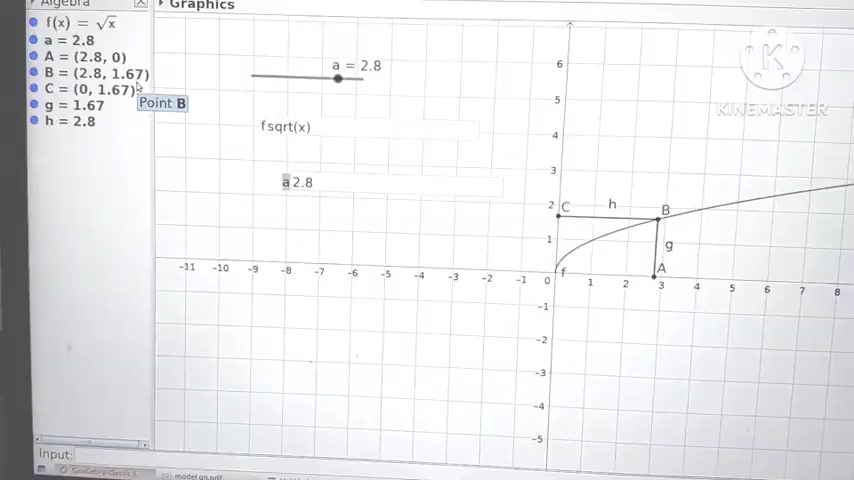 Algebra
Graphics
f(x) = √x
a = 2.8
A = (2.8, 0)
B = (2.8, 1.67)
C = (0, 1.67)
g = 1.67
h = 2.8
Point B
a = 2.8
f sqrt(x)
a 2.8
KINEMASTER
6
5
4
3
2
1
C
h
B
g
A
f
-11 -10 -9 -8 -7 -6 -5 -4 -3 -2 -1 0 1 2 3 4 5 6 7 8
-1
-2
-3
-4
-5
Input: